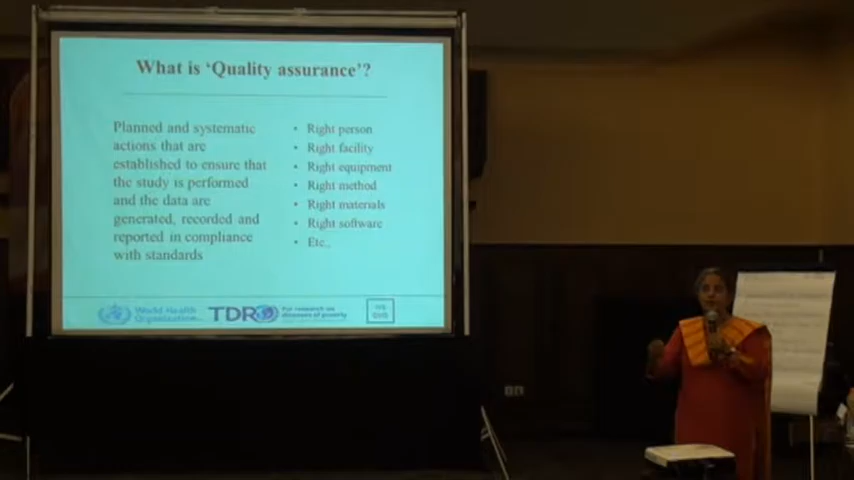 What is 'Quality assurance'?
Planned and systematic
actions that are
established to ensure that
the study is performed
and the data are
generated, recorded and
reported in compliance
with standards
• Right person
• Right facility
• Right equipment
• Right method
• Right materials
• Right software
• Etc.,
World Health
Organization
TDR
For research on
diseases of poverty